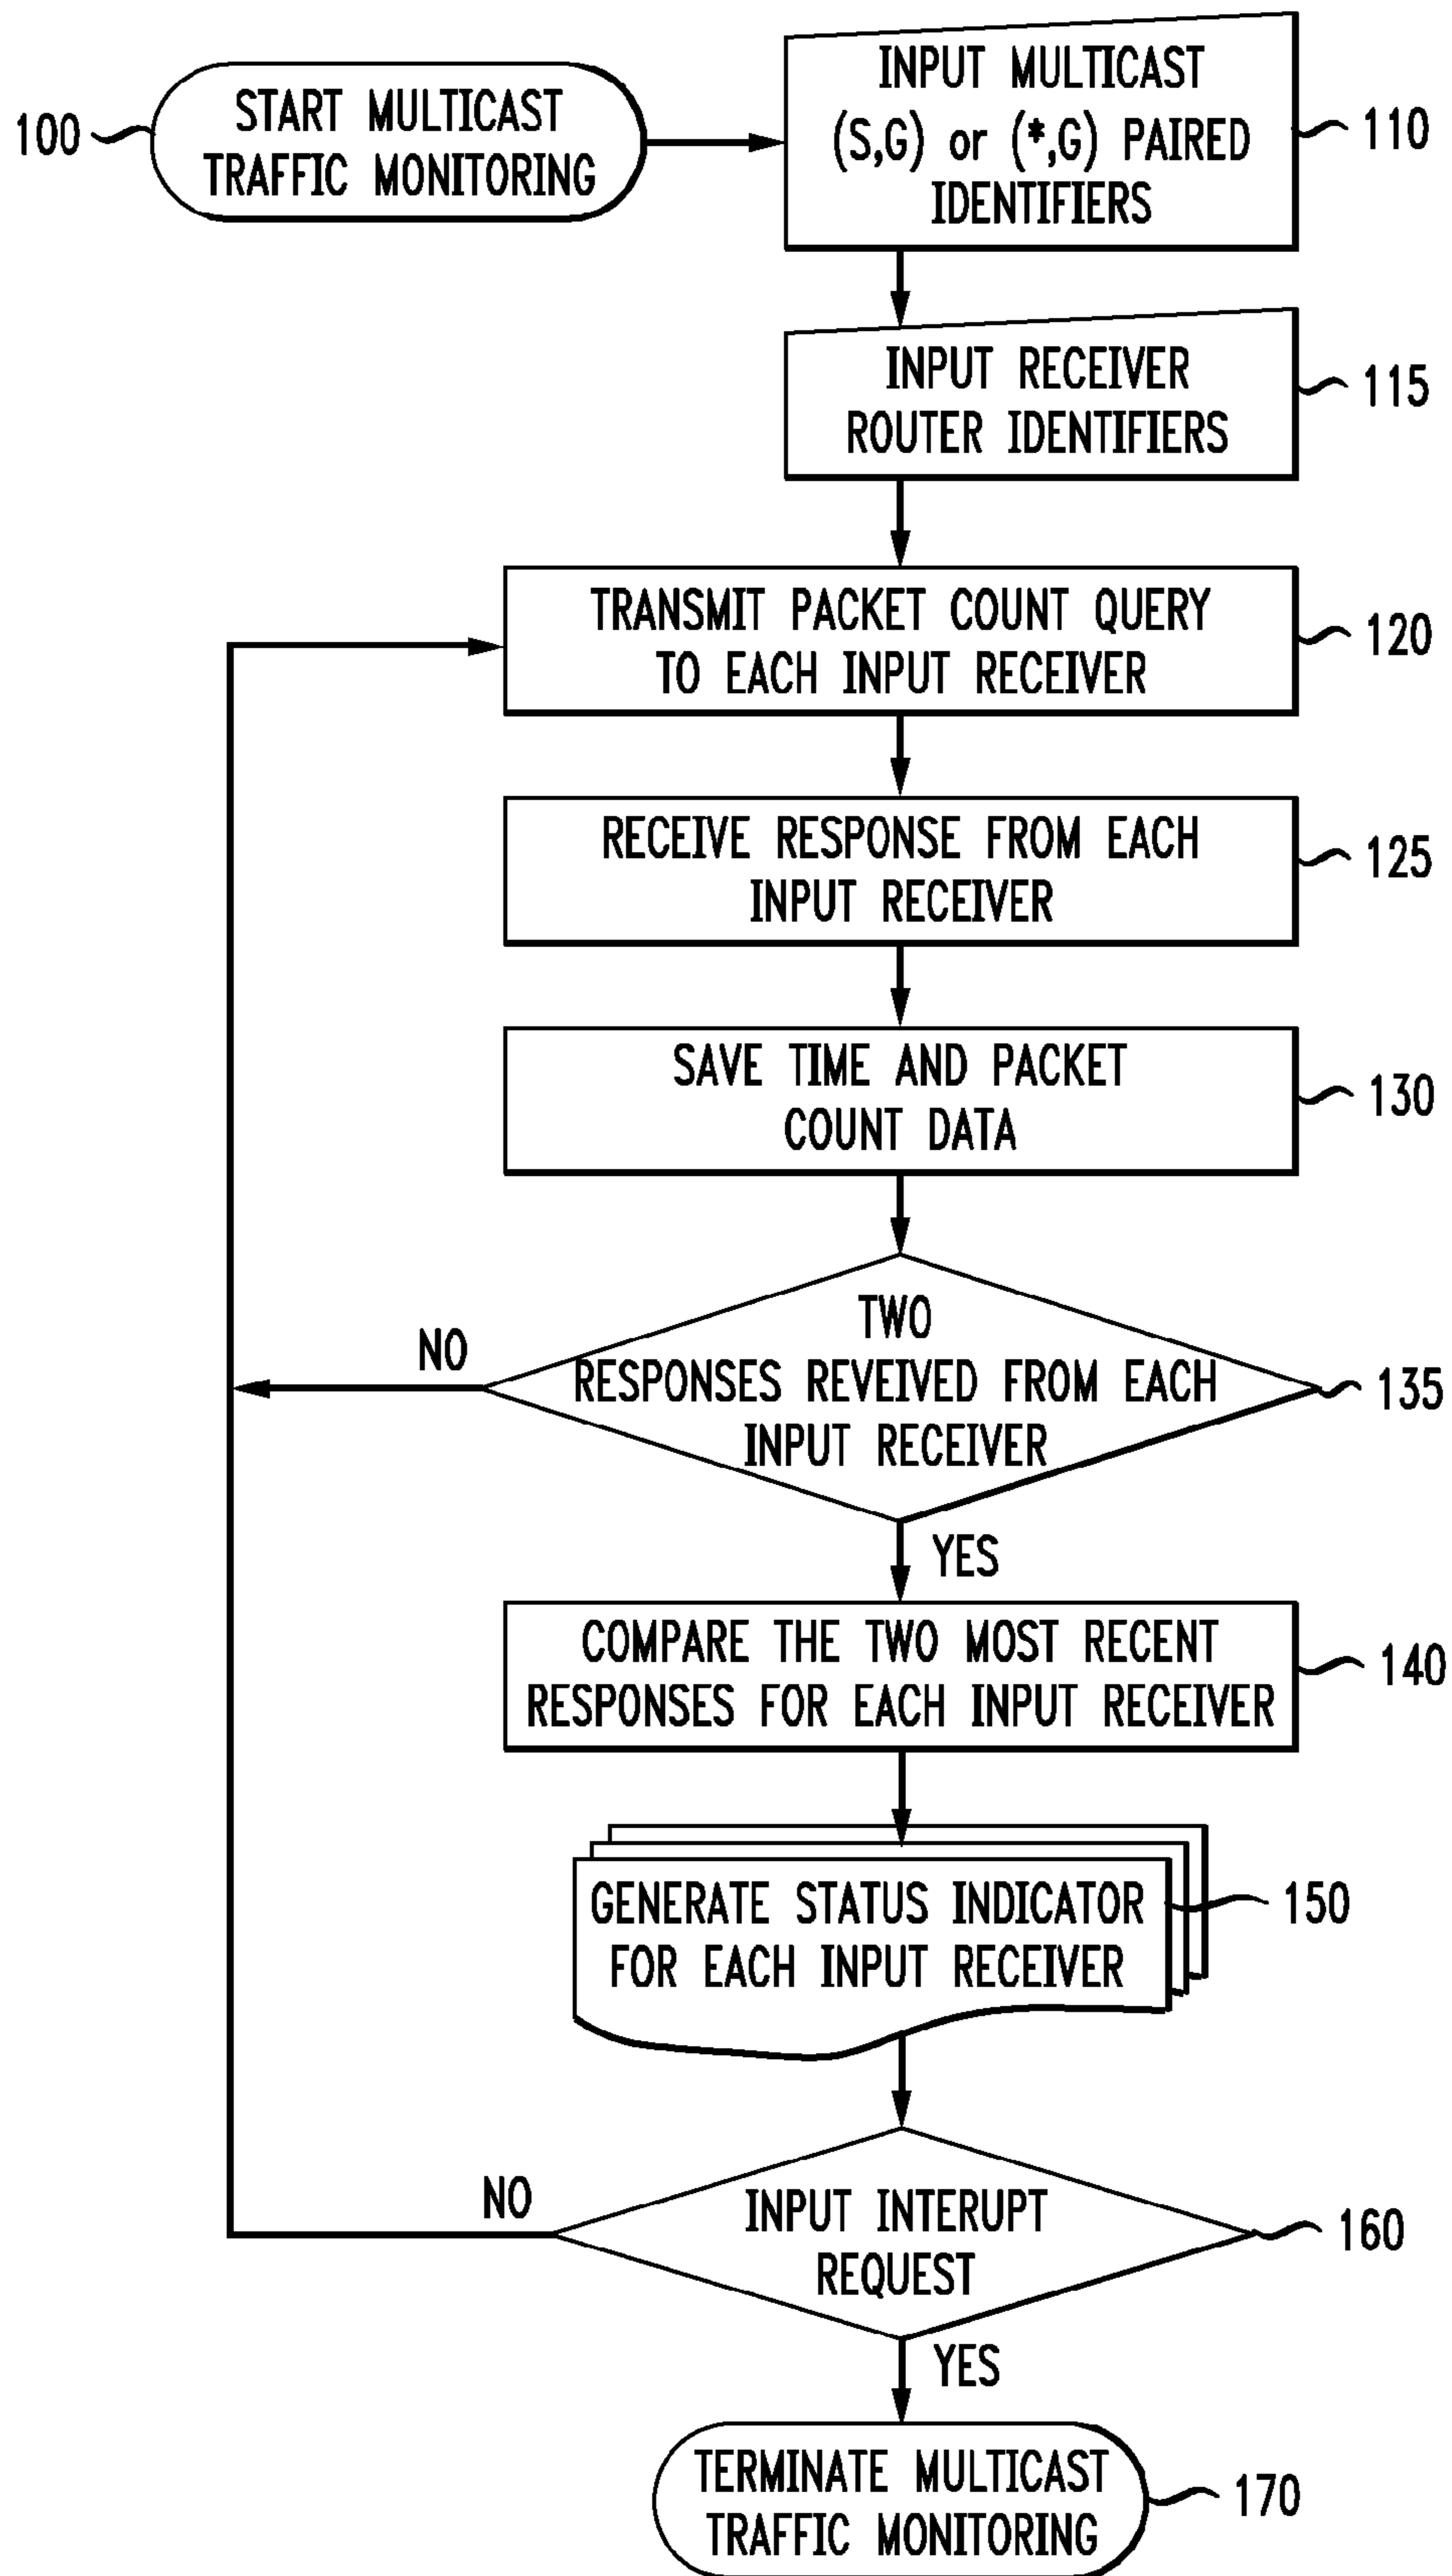 100
START MULTICAST
TRAFFIC MONITORING
INPUT MULTICAST
(S,G) or (*,G) PAIRED
IDENTIFIERS
110
INPUT RECEIVER
ROUTER IDENTIFIERS
115
TRANSMIT PACKET COUNT QUERY
TO EACH INPUT RECEIVER
120
RECEIVE RESPONSE FROM EACH
INPUT RECEIVER
125
SAVE TIME AND PACKET
COUNT DATA
130
TWO
RESPONSES REVEIVED FROM EACH
INPUT RECEIVER
135
NO
YES
COMPARE THE TWO MOST RECENT
RESPONSES FOR EACH INPUT RECEIVER
140
GENERATE STATUS INDICATOR
FOR EACH INPUT RECEIVER
150
INPUT INTERUPT
REQUEST
160
NO
YES
TERMINATE MULTICAST
TRAFFIC MONITORING
170